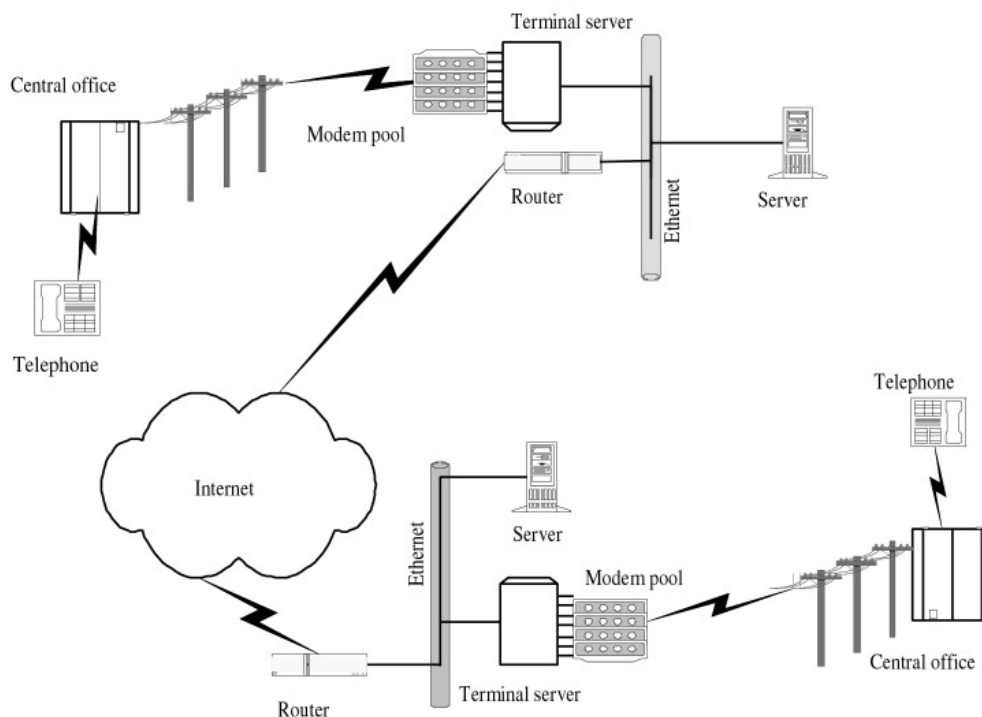 Terminal server
Central office
Modem pool
Router
Server
Ethernet
Telephone
Telephone
Internet
Ethernet
Server
Modem pool
Central office
Terminal server
Router